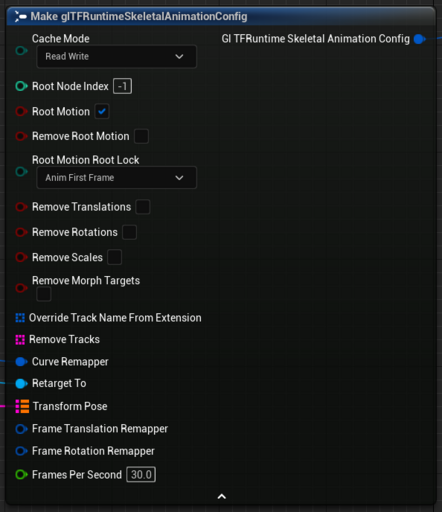 Make glTFRuntimeSkeletalAnimationConfig
Cache Mode
Gl TFRuntime Skeletal Animation Config
Read Write
Root Node Index -1
Root Motion
Remove Root Motion
Root Motion Root Lock
Anim First Frame
Remove Translations
Remove Rotations
Remove Scales
Remove Morph Targets
Override Track Name From Extension
Remove Tracks
Curve Remapper
Retarget To
Transform Pose
Frame Translation Remapper
Frame Rotation Remapper
Frames Per Second 30.0